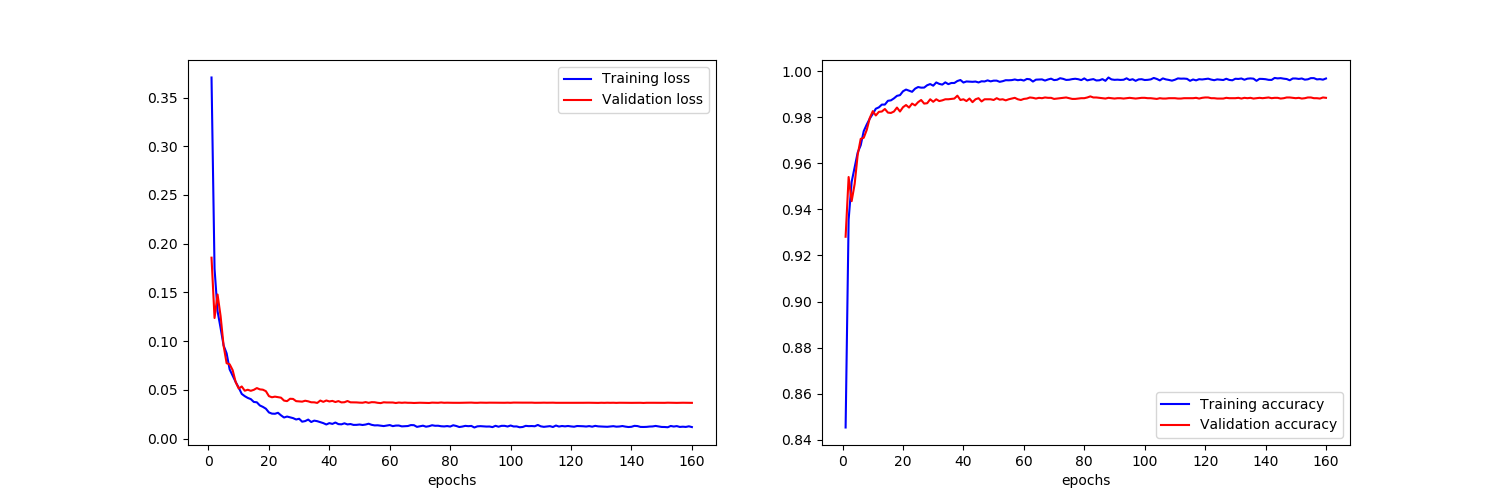 Training loss
Validation loss
0.35
0.30
0.25
0.20
0.15
0.10
0.05
0.00
0 20 40 60 80 100 120 140 160
epochs
1.00
0.98
0.96
0.94
0.92
0.90
0.88
0.86
0.84
Training accuracy
Validation accuracy
0 20 40 60 80 100 120 140 160
epochs